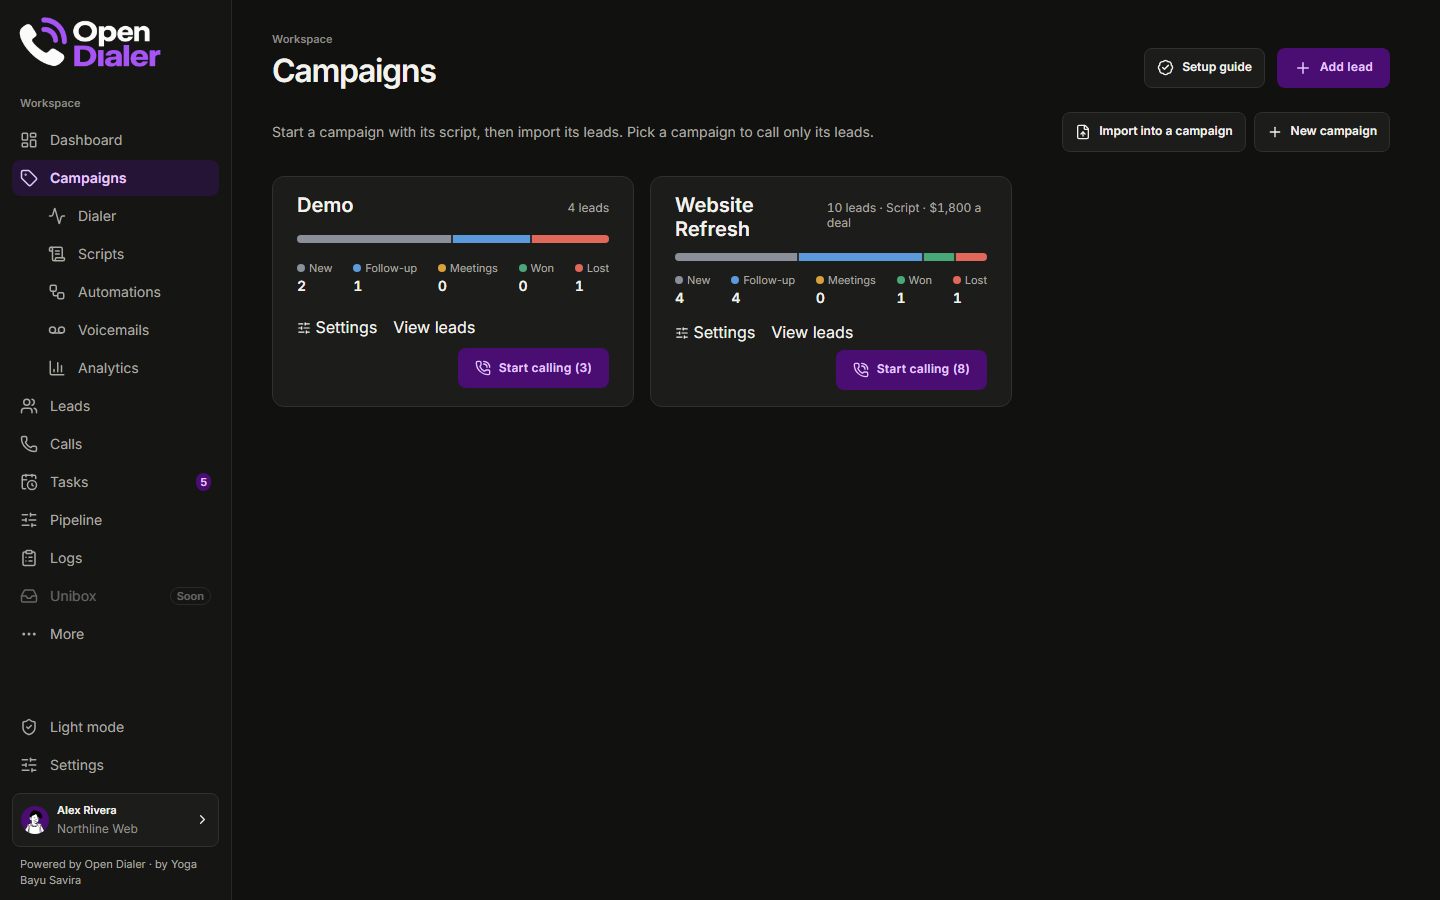 Open
Dialer
Workspace
Dashboard
Campaigns
Dialer
Scripts
Automations
Voicemails
Analytics
Leads
Calls
Tasks
5
Pipeline
Logs
Unibox
Soon
More
Light mode
Settings
Alex Rivera
Northline Web
Powered by Open Dialer · by Yoga
Bayu Savira
Workspace
Campaigns
Setup guide
Add lead
Start a campaign with its script, then import its leads. Pick a campaign to call only its leads.
Import into a campaign
New campaign
Demo
4 leads
New
Follow-up
Meetings
Won
Lost
2
1
0
0
1
Settings
View leads
Start calling (3)
Website
Refresh
10 leads · Script · $1,800 a
deal
New
Follow-up
Meetings
Won
Lost
4
4
0
1
1
Settings
View leads
Start calling (8)